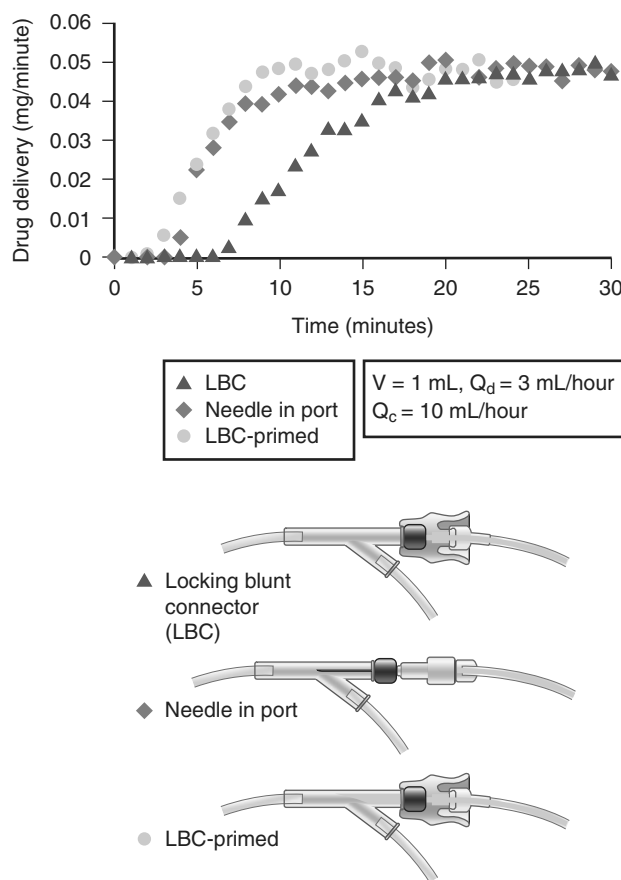 0.06
0.05
0.04
0.03
0.02
0.01
0
Drug delivery (mg/minute)
0 5 10 15 20 25 30
Time (minutes)
LBC
Needle in port
LBC-primed
V = 1 mL, Qd = 3 mL/hour
Qc = 10 mL/hour
Locking blunt
connector
(LBC)
Needle in port
LBC-primed